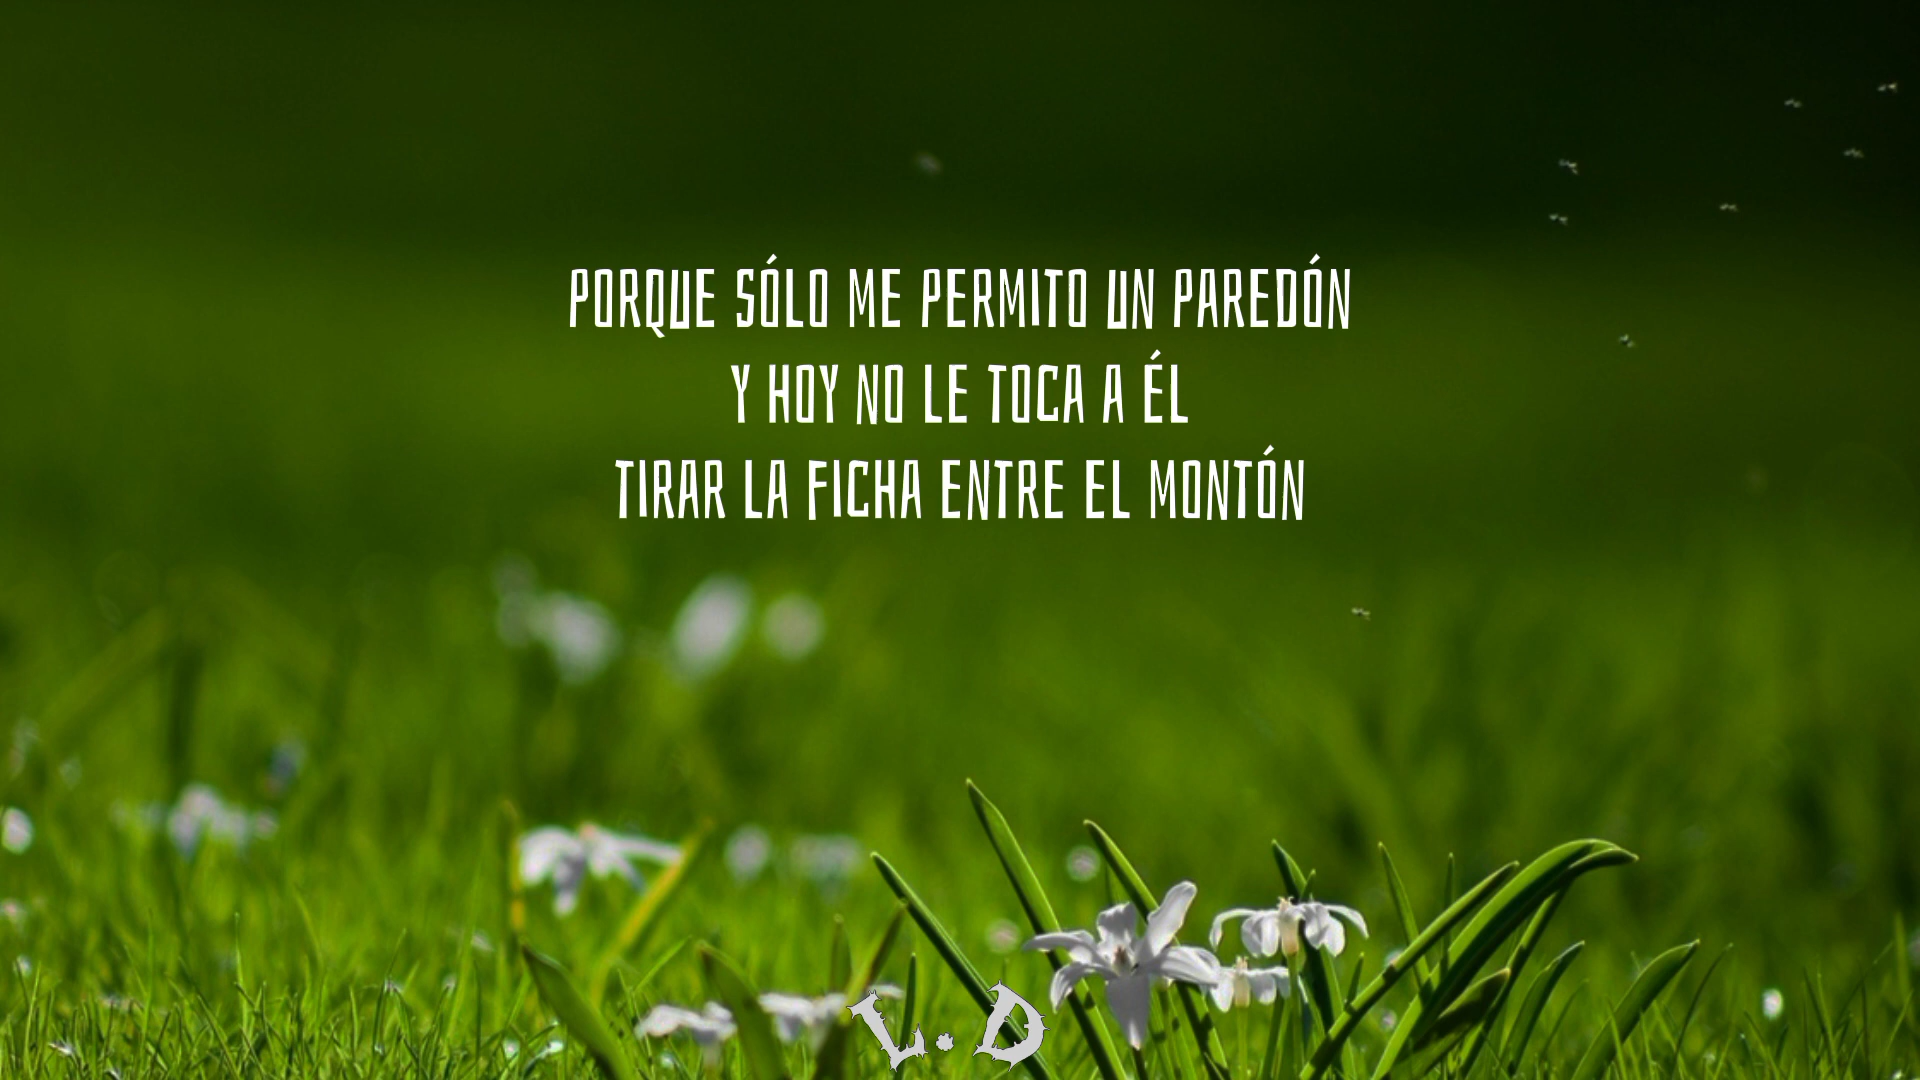 PORQUE SÓLO ME PERMITO UN PAREDÓN
Y HOY NO LE TOCA A ÉL
TIRAR LA FICHA ENTRE EL MONTÓN
L.D